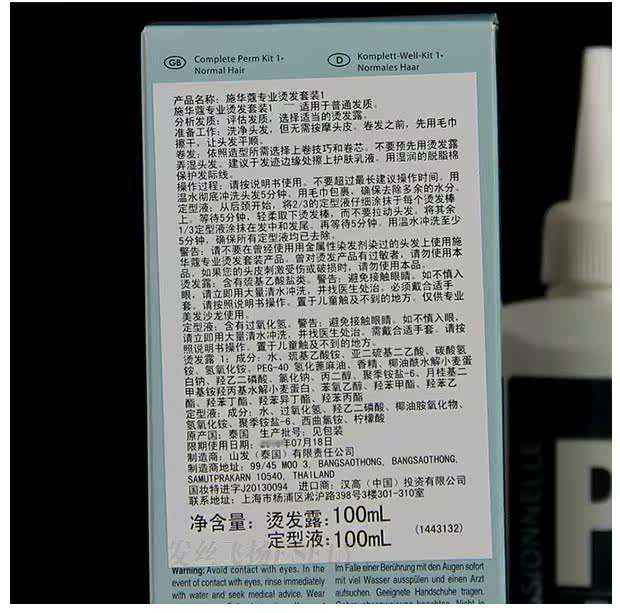 GB Complete Perm Kit 1•
Normal Hair
D Komplett-Well-Kit 1•
Normales Haar
产品名称：施华蔻专业烫发套装1
施华蔻专业烫发套装1 — 适用于普通发质。
分析发质：评估发质，选择适当的烫发露。
准备工作：洗净头发，但无需按摩头皮。卷发之前，先用毛巾
擦干，让头发平顺。
卷发：依照造型所需选择上卷技巧和卷芯。不要预先用烫发露
弄湿头发。建议于发迹边缘处擦上护肤乳液。用湿润的脱脂棉
保护发际线。
操作过程：请按说明书使用。不要超过最长建议操作时间。用
温水彻底冲洗头发5分钟。用毛巾包裹，确保去除多余的水分。
定型液：从后颈开始，将2/3的定型液仔细涂抹于每个烫发棒
上。等待5分钟，轻柔取下烫发棒，而不要拉动头发。将其余
1/3定型液涂抹在发中和发尾。再等待5分钟。用温水冲洗至少
5分钟，确保所有定型液均已去除。
警告：请不要在曾经使用用金属性染发剂染过的头发上使用施
华蔻专业烫发套装产品。曾对烫发产品有过敏者，请勿使用本
品。如果您的头皮刺激受伤或破损时，请勿使用本品。
烫发露：含有硫基乙酸盐类。警告：避免接触眼睛。如不慎入
眼，请立即用大量清水冲洗，并找医生处治。必须戴合适手
套。请按照说明书操作。置于儿童触及不到的地方。仅供专业
美发沙龙使用。
定型液：含有过氧化氢。警告：避免接触眼睛。如不慎入眼，
请立即用大量清水冲洗，并找医生处治。需戴合适手套。请按
照说明书操作。置于儿童触及不到的地方。
烫发露 1：成分：水、巯基乙酸铵、亚二硫基二乙酸、碳酸氢
铵、氢氧化铵、PEG-40 氢化蓖麻油、香精、椰油酰水解小麦蛋
白钠、羟乙二磷酸、氯化钠、丙二醇、聚季铵盐-6、月桂基二
甲基铵羟丙基水解小麦蛋白、苯氧乙醇、羟苯甲酯、羟苯乙
酯、羟苯丁酯、羟苯异丁酯、羟苯丙酯
定型液：成分：水、过氧化氢、羟乙二磷酸、椰油胺氧化物、
氢氧化铵、聚季铵盐-6、西曲氯铵、柠檬酸
原产国：泰国 生产批号：见包装
限期使用日期：年07月18日
制造商：山发（泰国）有限责任公司
制造商地址：99/45 MOO 3, BANGSAOTHONG, BANGSAOTHONG,
SAMUTPRAKARN 10540, THAILAND
国妆特进字J20130094 进口商：汉高（中国）投资有限公司
联系地址：上海市杨浦区淞沪路398号3楼301-310室
净含量：烫发露：100mL
定型液：100mL (1443132)
Warning: Avoid contact with eyes. In the
event of contact with eyes, rinse immediately
with water and seek medical advice. Wear
Im Falle einer Berührung mit den Augen sofort
mit viel Wasser ausspülen und einen Arzt
aufsuchen. Geeignete Handschuhe tragen.
P
SSIONNELLE